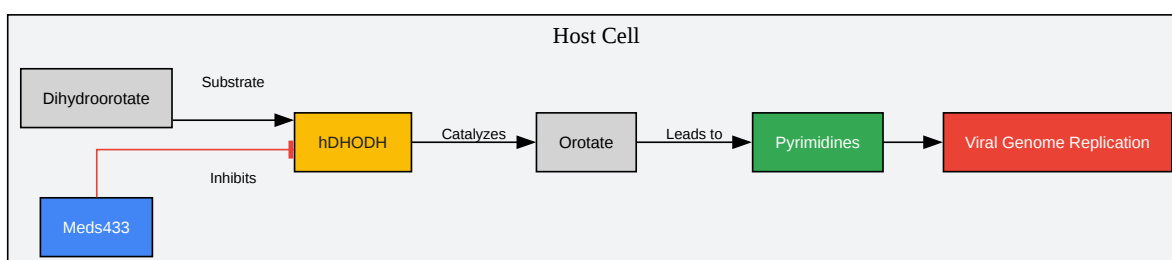 Host Cell
Dihydroorotate
Substrate
hDHODH
Catalyzes
Orotate
Leads to
Pyrimidines
Viral Genome Replication
Inhibits
Meds433